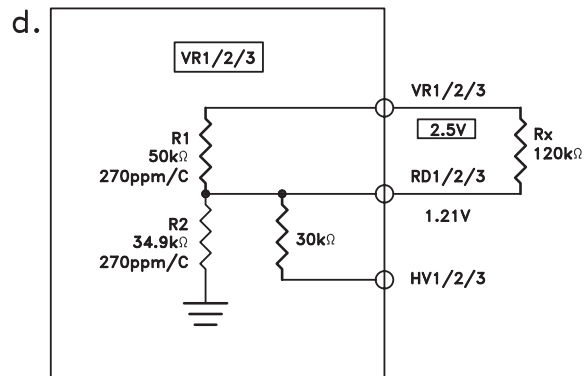 d.
VR1/2/3
VR1/2/3
2.5V
R1
50kΩ
270ppm/C
Rx
120kΩ
RD1/2/3
1.21V
R2
34.9kΩ
270ppm/C
30kΩ
HV1/2/3